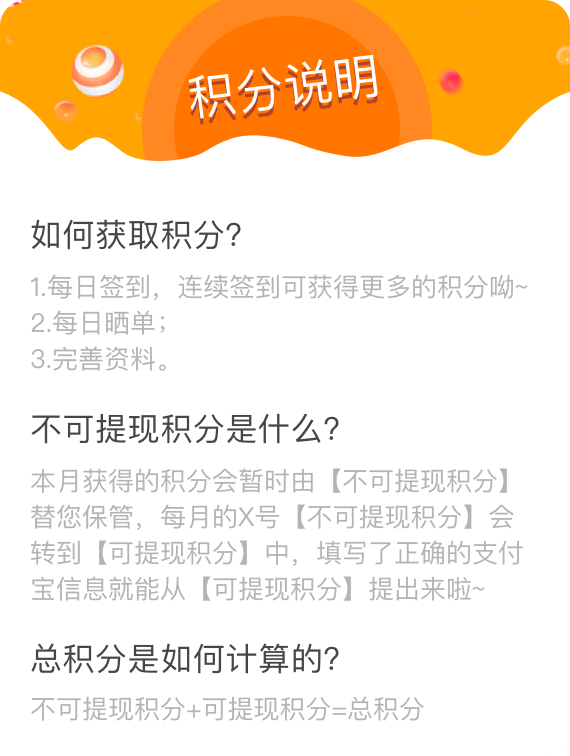 积分说明
如何获取积分？
1.每日签到，连续签到可获得更多的积分呦~
2.每日晒单；
3.完善资料。
不可提现积分是什么？
本月获得的积分会暂时由【不可提现积分】
替您保管，每月的X号【不可提现积分】会
转到【可提现积分】中，填写了正确的支付
宝信息就能从【可提现积分】提出来啦~
总积分是如何计算的？
不可提现积分+可提现积分=总积分